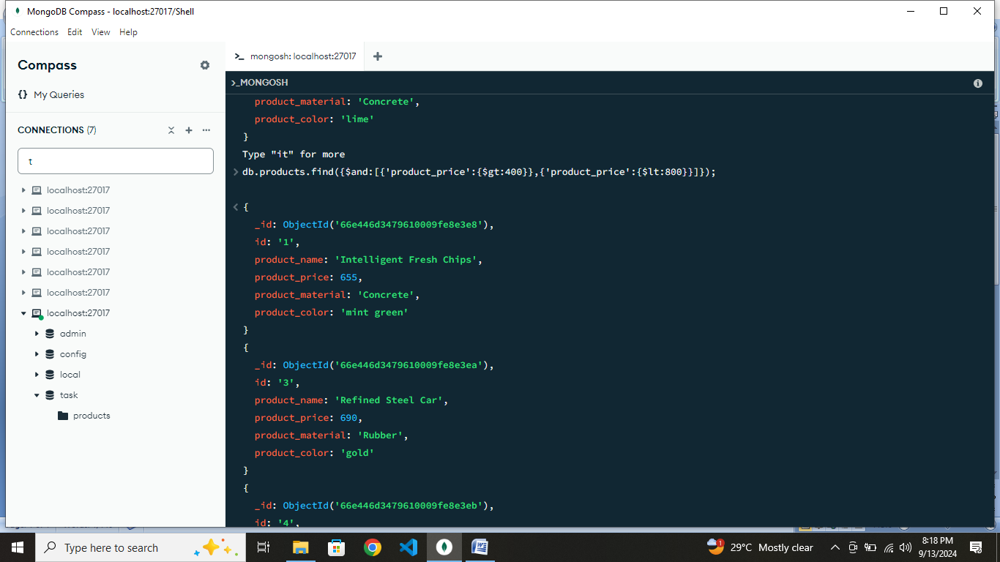 MongoDB Compass - localhost:27017/Shell
Connections Edit View Help
Compass
{} My Queries
CONNECTIONS (7)
t
localhost:27017
localhost:27017
localhost:27017
localhost:27017
localhost:27017
localhost:27017
localhost:27017
admin
config
local
task
products
>_ mongosh: localhost:27017
>_MONGOSH
product_material: 'Concrete',
product_color: 'lime'
}
Type "it" for more
> db.products.find({$and:[{'product_price':{$gt:400}},{'product_price':{$lt:800}}]});
< {
_id: ObjectId('66e446d3479610009fe8e3e8'),
id: '1',
product_name: 'Intelligent Fresh Chips',
product_price: 655,
product_material: 'Concrete',
product_color: 'mint green'
}
{
_id: ObjectId('66e446d3479610009fe8e3ea'),
id: '3',
product_name: 'Refined Steel Car',
product_price: 690,
product_material: 'Rubber',
product_color: 'gold'
}
{
_id: ObjectId('66e446d3479610009fe8e3eb'),
id: '4',
Type here to search
1
29°C Mostly clear
8:18 PM
9/13/2024